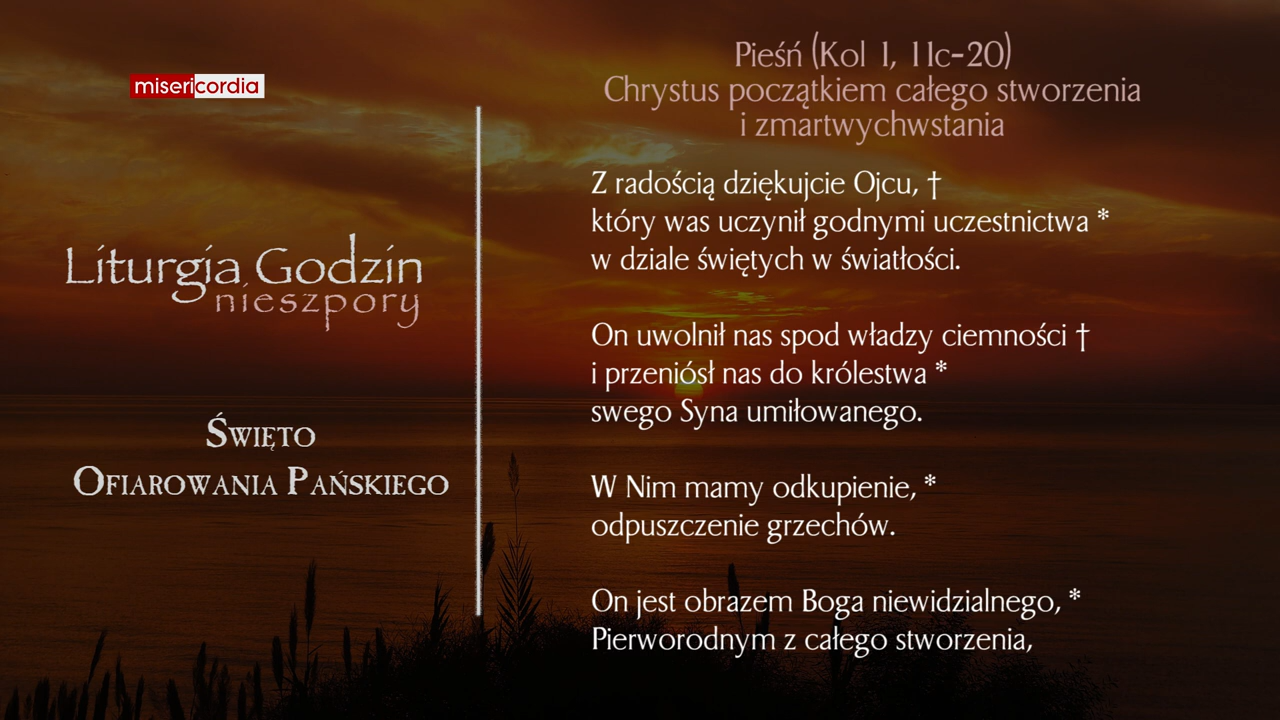 misericordia
Liturgia Godzin
nieszpory
Święto
Ofiarowania Pańskiego
Pieśń (Kol 1, 11c-20)
Chrystus początkiem całego stworzenia
i zmartwychwstania
Z radością dziękujcie Ojcu, †
który was uczynił godnymi uczestnictwa *
w dziale świętych w światłości.
On uwolnił nas spod władzy ciemności †
i przeniósł nas do królestwa *
swego Syna umiłowanego.
W Nim mamy odkupienie, *
odpuszczenie grzechów.
On jest obrazem Boga niewidzialnego, *
Pierworodnym z całego stworzenia,